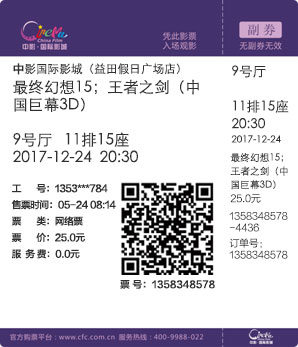 CineMe
China Film
中影·国际影城
凭此影票
入场观影
副券
无副券无效
中影国际影城（益田假日广场店）
最终幻想15；王者之剑（中
国巨幕3D）
9号厅 11排15座
2017-12-24 20:30
工 号：1353***784
售票时间：05-24 08:14
票 类：网络票
票 价：25.0元
服 务 费：0.0元
票 号：1358348578
9号厅
11排15座
20:30
2017-12-24
最终幻想15；
王者之剑（中
国巨幕3D）
25.0元
1358348578
-4436
订单号：
1358348578
官方购票平台：www.cfc.com.cn 服务热线：400-9988-022
中影·国际影城